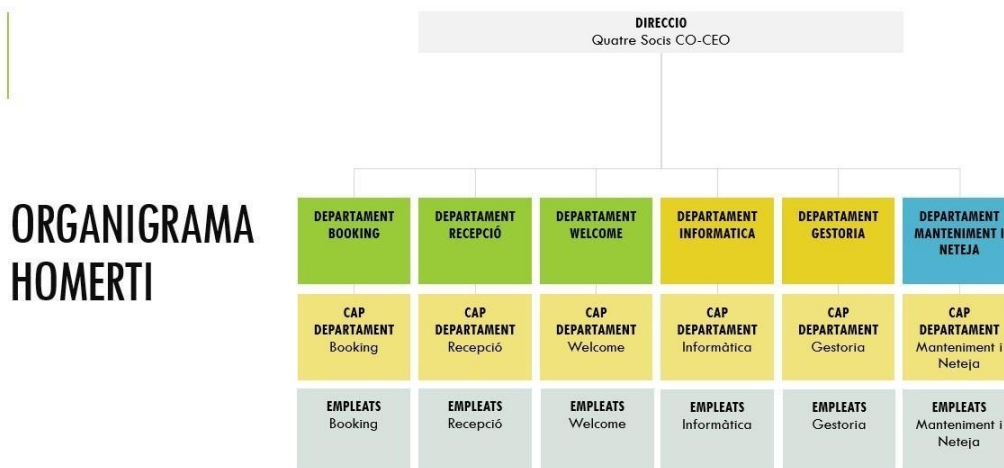 DIRECCIO
Quatre Socis CO-CEO
ORGANIGRAMA
HOMERTI
DEPARTAMENT
BOOKING
DEPARTAMENT
RECEPCIÓ
DEPARTAMENT
WELCOME
DEPARTAMENT
INFORMATICA
DEPARTAMENT
GESTORIA
DEPARTAMENT
MANTENIMENT I
NETEJA
CAP
DEPARTAMENT
Booking
CAP
DEPARTAMENT
Recepció
CAP
DEPARTAMENT
Welcome
CAP
DEPARTAMENT
Informàtica
CAP
DEPARTAMENT
Gestoria
CAP
DEPARTAMENT
Manteniment i
Neteja
EMPLEATS
Booking
EMPLEATS
Recepció
EMPLEATS
Welcome
EMPLEATS
Informàtica
EMPLEATS
Gestoria
EMPLEATS
Manteniment i
Neteja